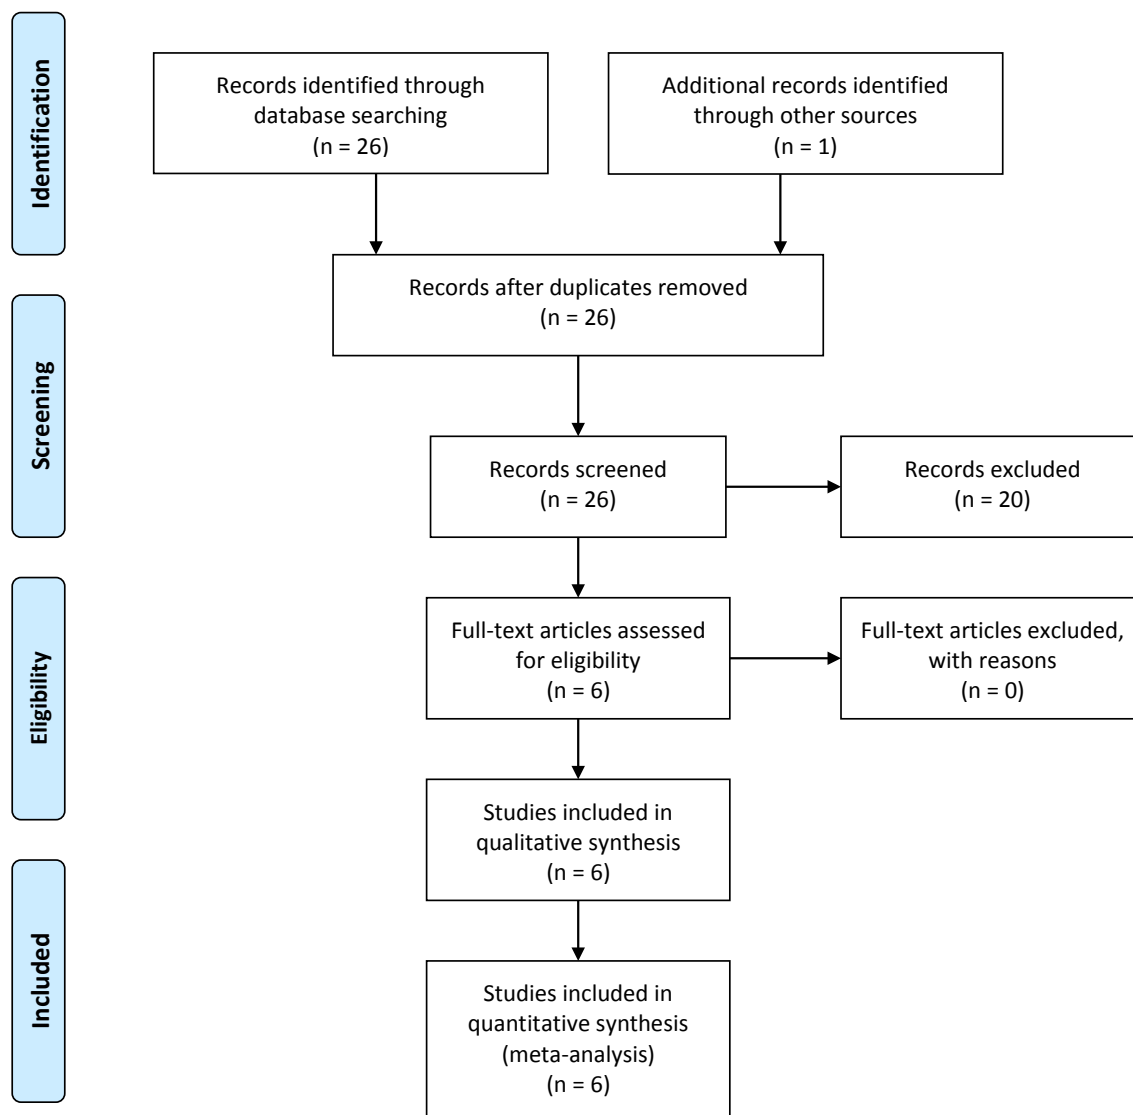 Identification
Records identified through
database searching
(n = 26)
Additional records identified
through other sources
(n = 1)
Records after duplicates removed
(n = 26)
Screening
Records screened
(n = 26)
Records excluded
(n = 20)
Eligibility
Full-text articles assessed
for eligibility
(n = 6)
Full-text articles excluded,
with reasons
(n = 0)
Studies included in
qualitative synthesis
(n = 6)
Included
Studies included in
quantitative synthesis
(meta-analysis)
(n = 6)